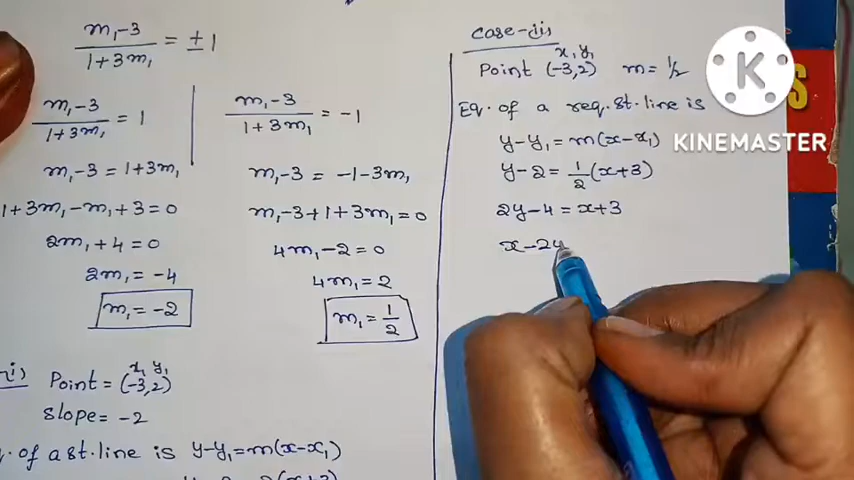 m₁-3 / 1+3m₁ = ±1
m₁-3 / 1+3m₁ = 1
m₁-3 = 1+3m₁
1+3m₁-m₁+3=0
2m₁+4=0
2m₁=-4
m₁=-2
m₁-3 / 1+3m₁ = -1
m₁-3 = -1-3m₁
m₁-3+1+3m₁=0
4m₁-2=0
4m₁=2
m₁=1/2
i) Point = (-3,2)
x₁ y₁
slope= -2
of a st. line is y-y₁=m(x-x₁)
Case-ii)
x₁ y₁
Point (-3,2) m= 1/2
Eq. of a req. st. line is
y-y₁=m(x-x₁)
y-2= 1/2(x+3)
2y-4=x+3
x-2y
K
KINEMASTER